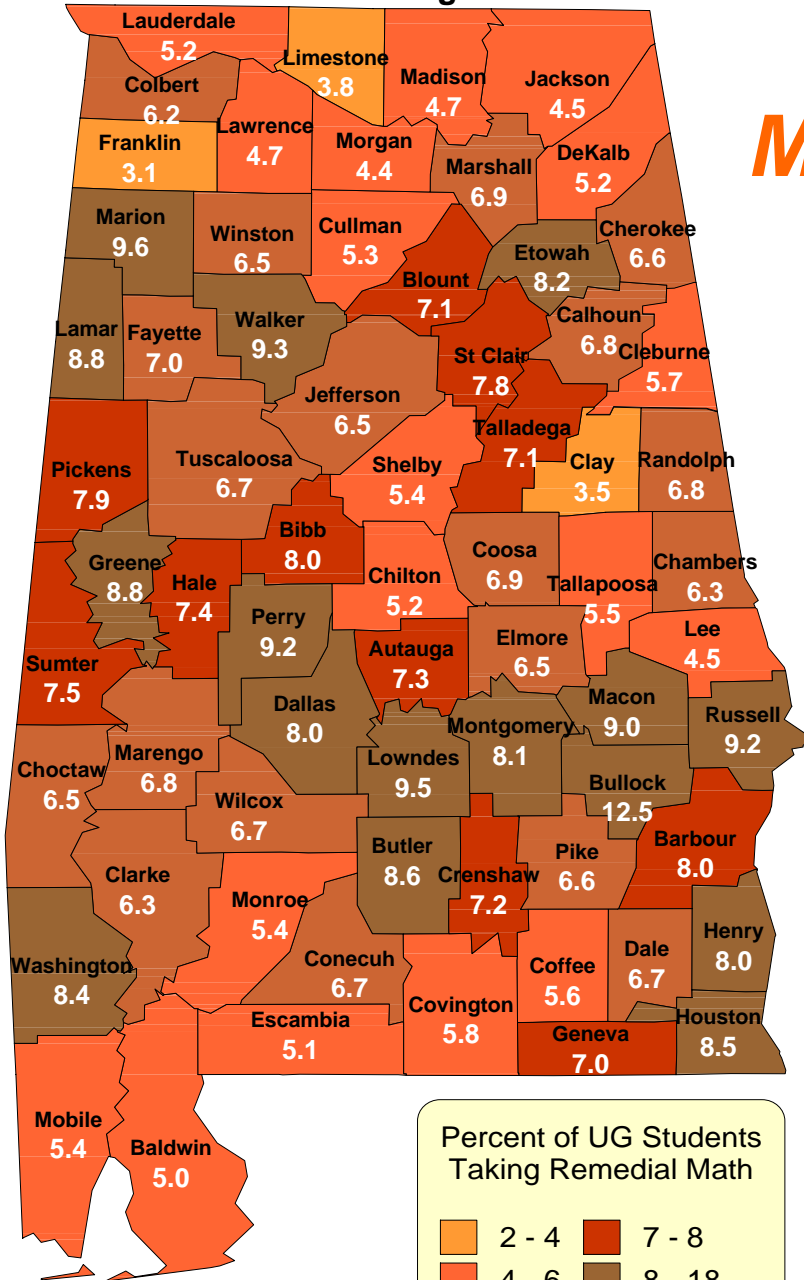 Lauderdale
5.2
Limestone
3.8
Madison
4.7
Jackson
4.5
Colbert
6.2
Lawrence
4.7
Franklin
3.1
Morgan
4.4
Marshall
6.9
DeKalb
5.2
M
Marion
9.6
Winston
6.5
Cullman
5.3
Cherokee
6.6
Etowah
8.2
Blount
7.1
Lamar
8.8
Fayette
7.0
Walker
9.3
Calhoun
6.8
Cleburne
5.7
St Clair
7.8
Jefferson
6.5
Talladega
7.1
Pickens
7.9
Tuscaloosa
6.7
Shelby
5.4
Clay
3.5
Randolph
6.8
Bibb
8.0
Greene
8.8
Hale
7.4
Chilton
5.2
Coosa
6.9
Tallapoosa
5.5
Chambers
6.3
Perry
9.2
Autauga
7.3
Elmore
6.5
Lee
4.5
Sumter
7.5
Dallas
8.0
Montgomery
8.1
Macon
9.0
Russell
9.2
Choctaw
6.5
Marengo
6.8
Lowndes
9.5
Bullock
12.5
Wilcox
6.7
Butler
8.6
Crenshaw
7.2
Pike
6.6
Barbour
8.0
Clarke
6.3
Monroe
5.4
Conecuh
6.7
Coffee
5.6
Dale
6.7
Henry
8.0
Washington
8.4
Covington
5.8
Escambia
5.1
Geneva
7.0
Houston
8.5
Mobile
5.4
Baldwin
5.0
Percent of UG Students
Taking Remedial Math
2 - 4
7 - 8
4 - 6
8 - 18